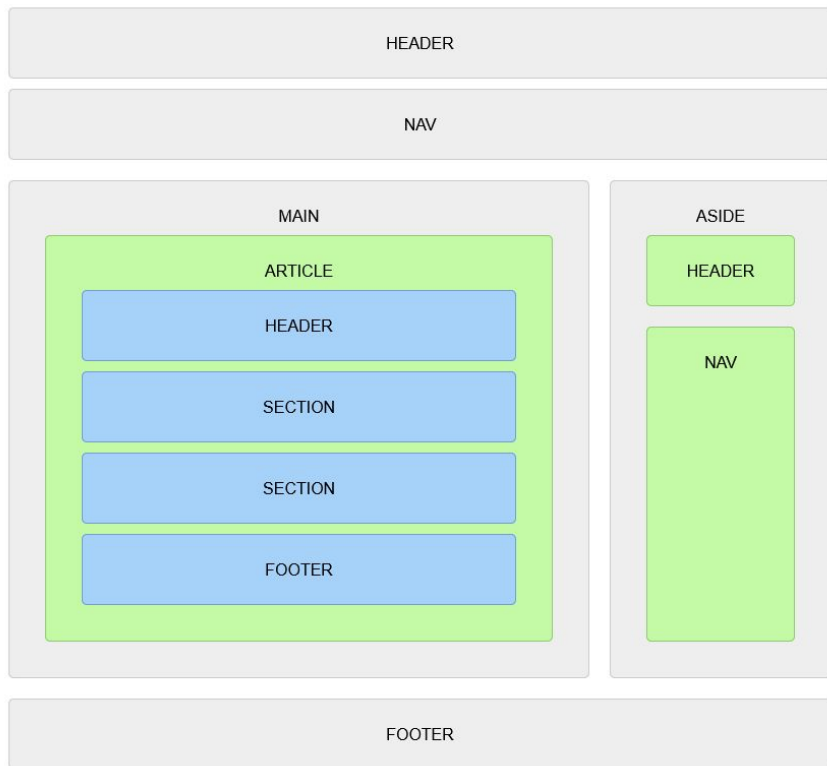 HEADER
NAV
MAIN
ARTICLE
HEADER
SECTION
SECTION
FOOTER
ASIDE
HEADER
NAV
FOOTER